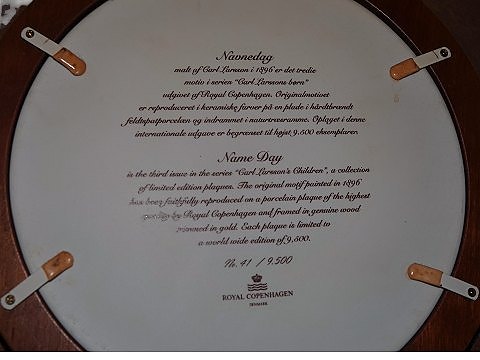 Navnedag
malt af Carl Larsson i 1896 er det tredie
motiv i serien "Carl Larssons børn"
udgivet af Royal Copenhagen. Originalmotivet
er reproduceret i keramiske farver på en plade i hårdtbrændt
feldtspatporcelæn og indrammet i naturtræramme. Oplaget i denne
internationale udgave er begrænset til højst 9.500 eksemplarer.
Name Day
is the third issue in the series "Carl Larsson's Children", a collection
of limited edition plaques. The original motif painted in 1896
has been faithfully reproduced on a porcelain plaque of the highest
quality by Royal Copenhagen and framed in genuine wood
trimmed in gold. Each plaque is limited to
a world wide edition of 9,500.
No. 41 / 9.500
ROYAL COPENHAGEN
DENMARK